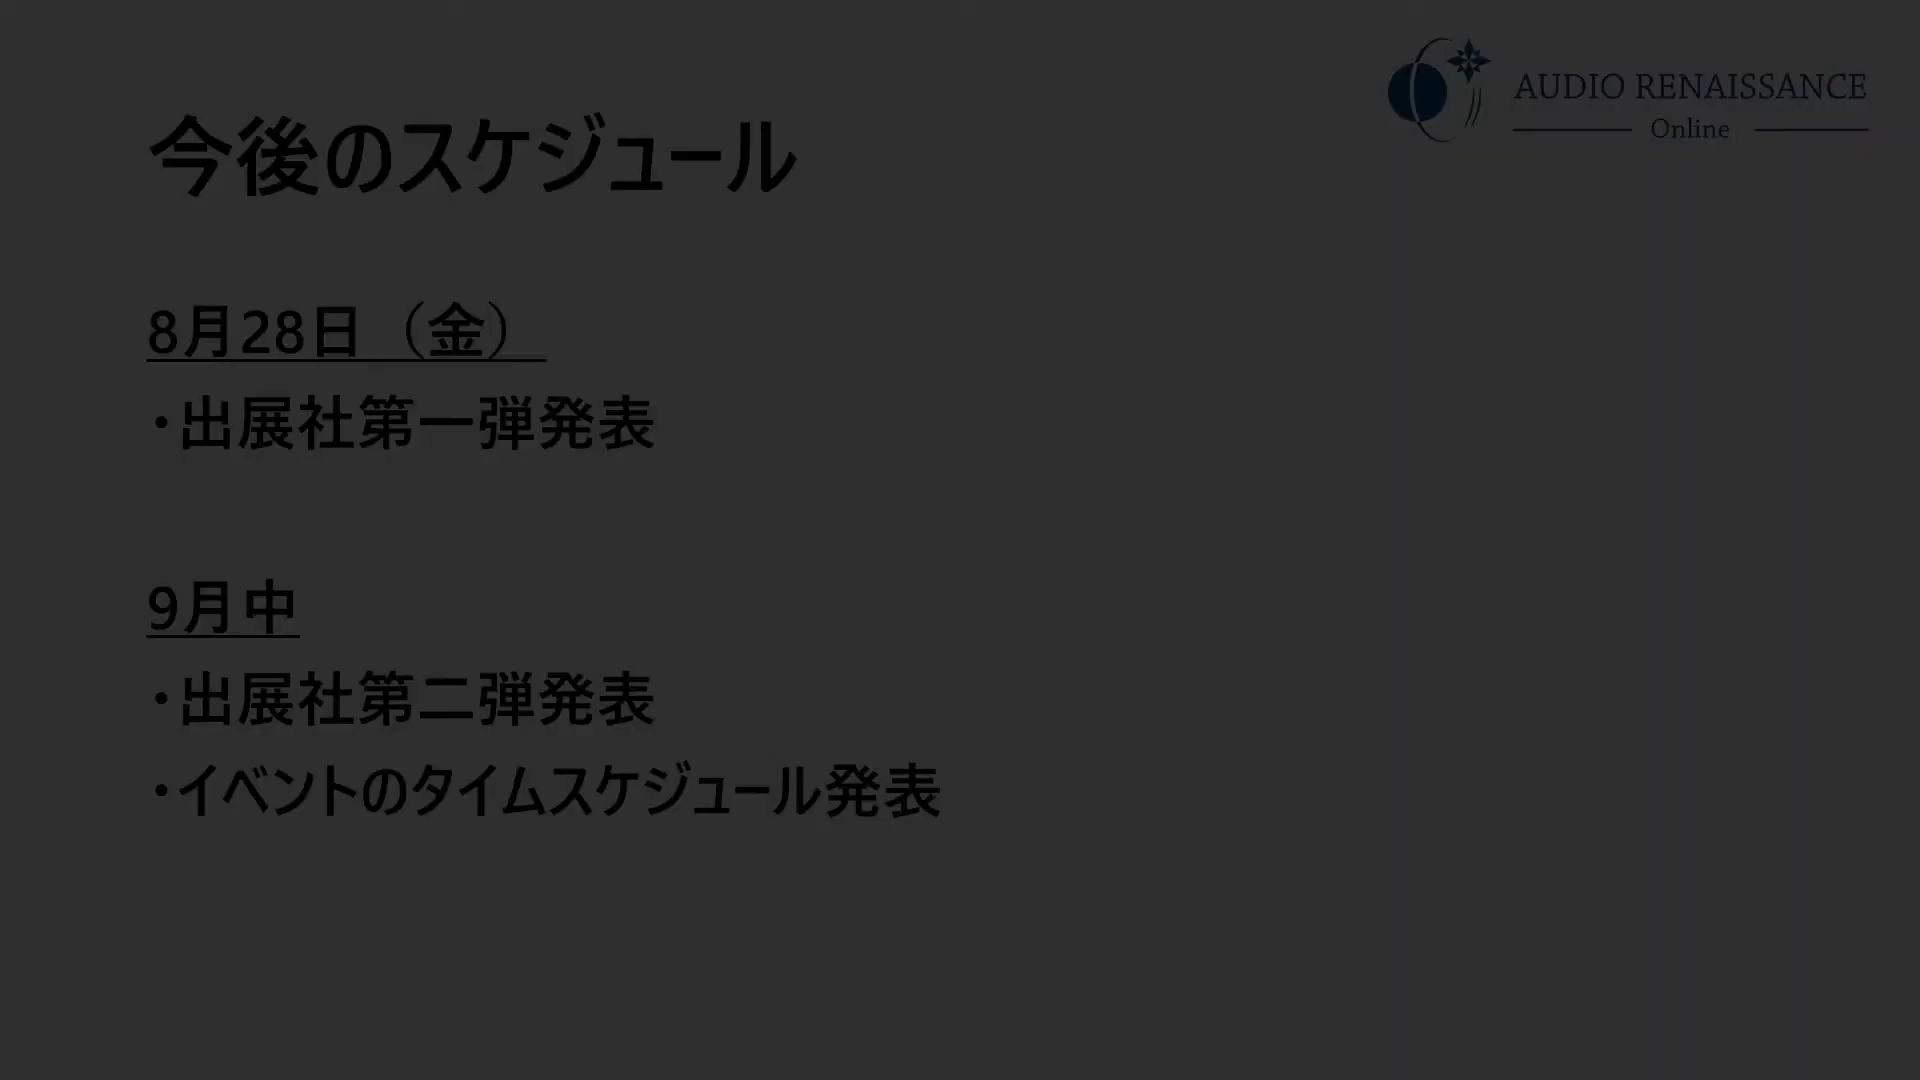 AUDIO RENAISSANCE
Online
今後のスケジュール
8月28日（金）
・出展社第一弾発表
9月中
・出展社第二弾発表
・イベントのタイムスケジュール発表